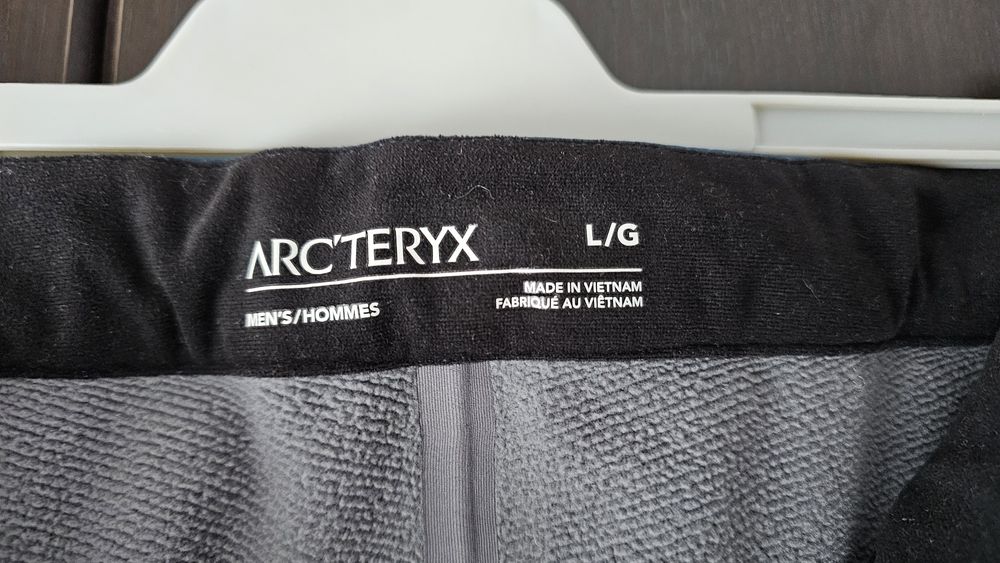 ARC'TERYX
L/G
MEN'S/HOMMES
MADE IN VIETNAM
FABRIQUÉ AU VIÊTNAM